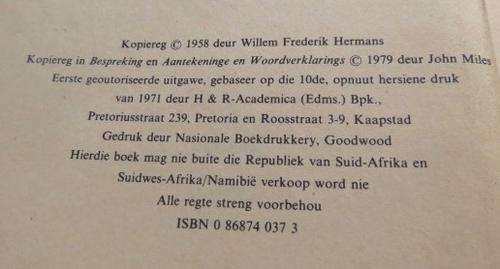 Kopiereg © 1958 deur Willem Frederik Hermans
Kopiereg in Bespreking en Aantekeninge en Woordverklarings © 1979 deur John Miles
Eerste geoutoriseerde uitgawe, gebaseer op die 10de, opnuut hersiene druk
van 1971 deur H & R-Academica (Edms.) Bpk.,
Pretoriusstraat 239, Pretoria en Roosstraat 3-9, Kaapstad
Gedruk deur Nasionale Boekdrukkery, Goodwood
Hierdie boek mag nie buite die Republiek van Suid-Afrika en
Suidwes-Afrika/Namibië verkoop word nie
Alle regte streng voorbehou
ISBN 0 86874 037 3